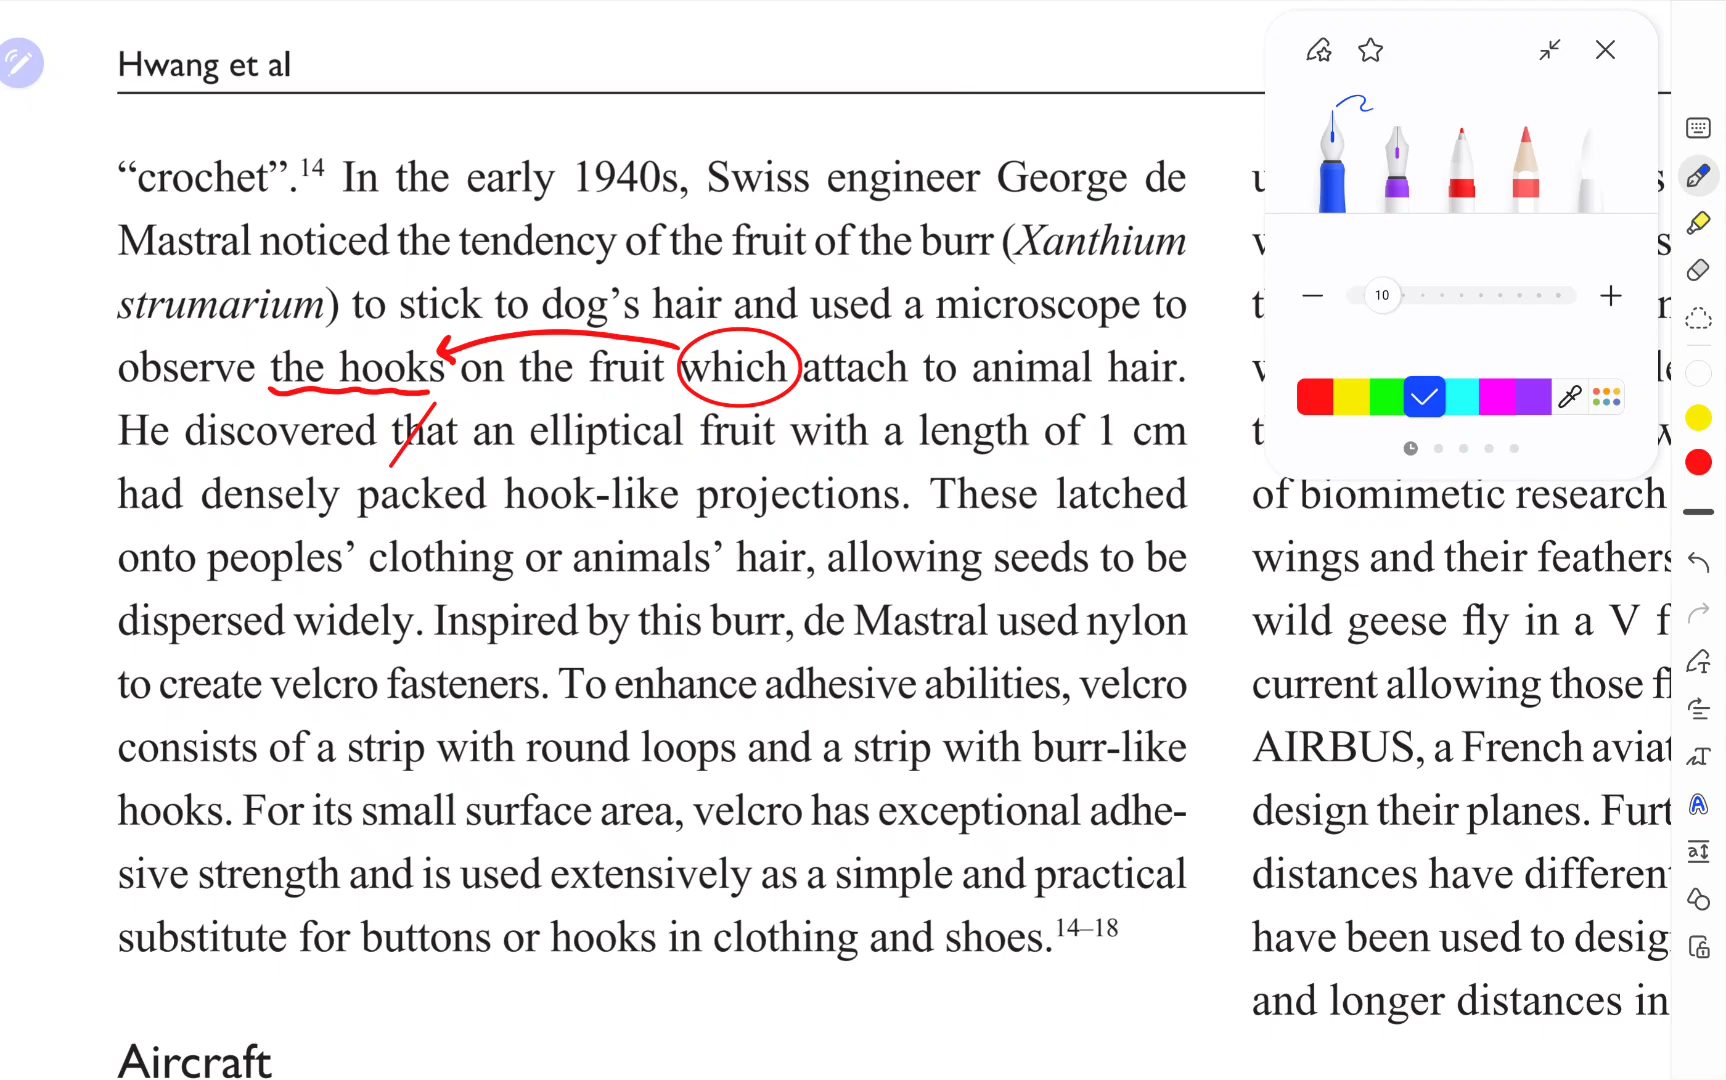 Hwang et al
“crochet”.14 In the early 1940s, Swiss engineer George de
Mastral noticed the tendency of the fruit of the burr (Xanthium
strumarium) to stick to dog’s hair and used a microscope to
observe the hooks on the fruit which attach to animal hair.
He discovered that an elliptical fruit with a length of 1 cm
had densely packed hook-like projections. These latched
onto peoples’ clothing or animals’ hair, allowing seeds to be
dispersed widely. Inspired by this burr, de Mastral used nylon
to create velcro fasteners. To enhance adhesive abilities, velcro
consists of a strip with round loops and a strip with burr-like
hooks. For its small surface area, velcro has exceptional adhe-
sive strength and is used extensively as a simple and practical
substitute for buttons or hooks in clothing and shoes.14–18
Aircraft
of biomimetic research
wings and their feathers
wild geese fly in a V f
current allowing those fl
AIRBUS, a French aviat
design their planes. Furt
distances have different
have been used to desig
and longer distances in
10